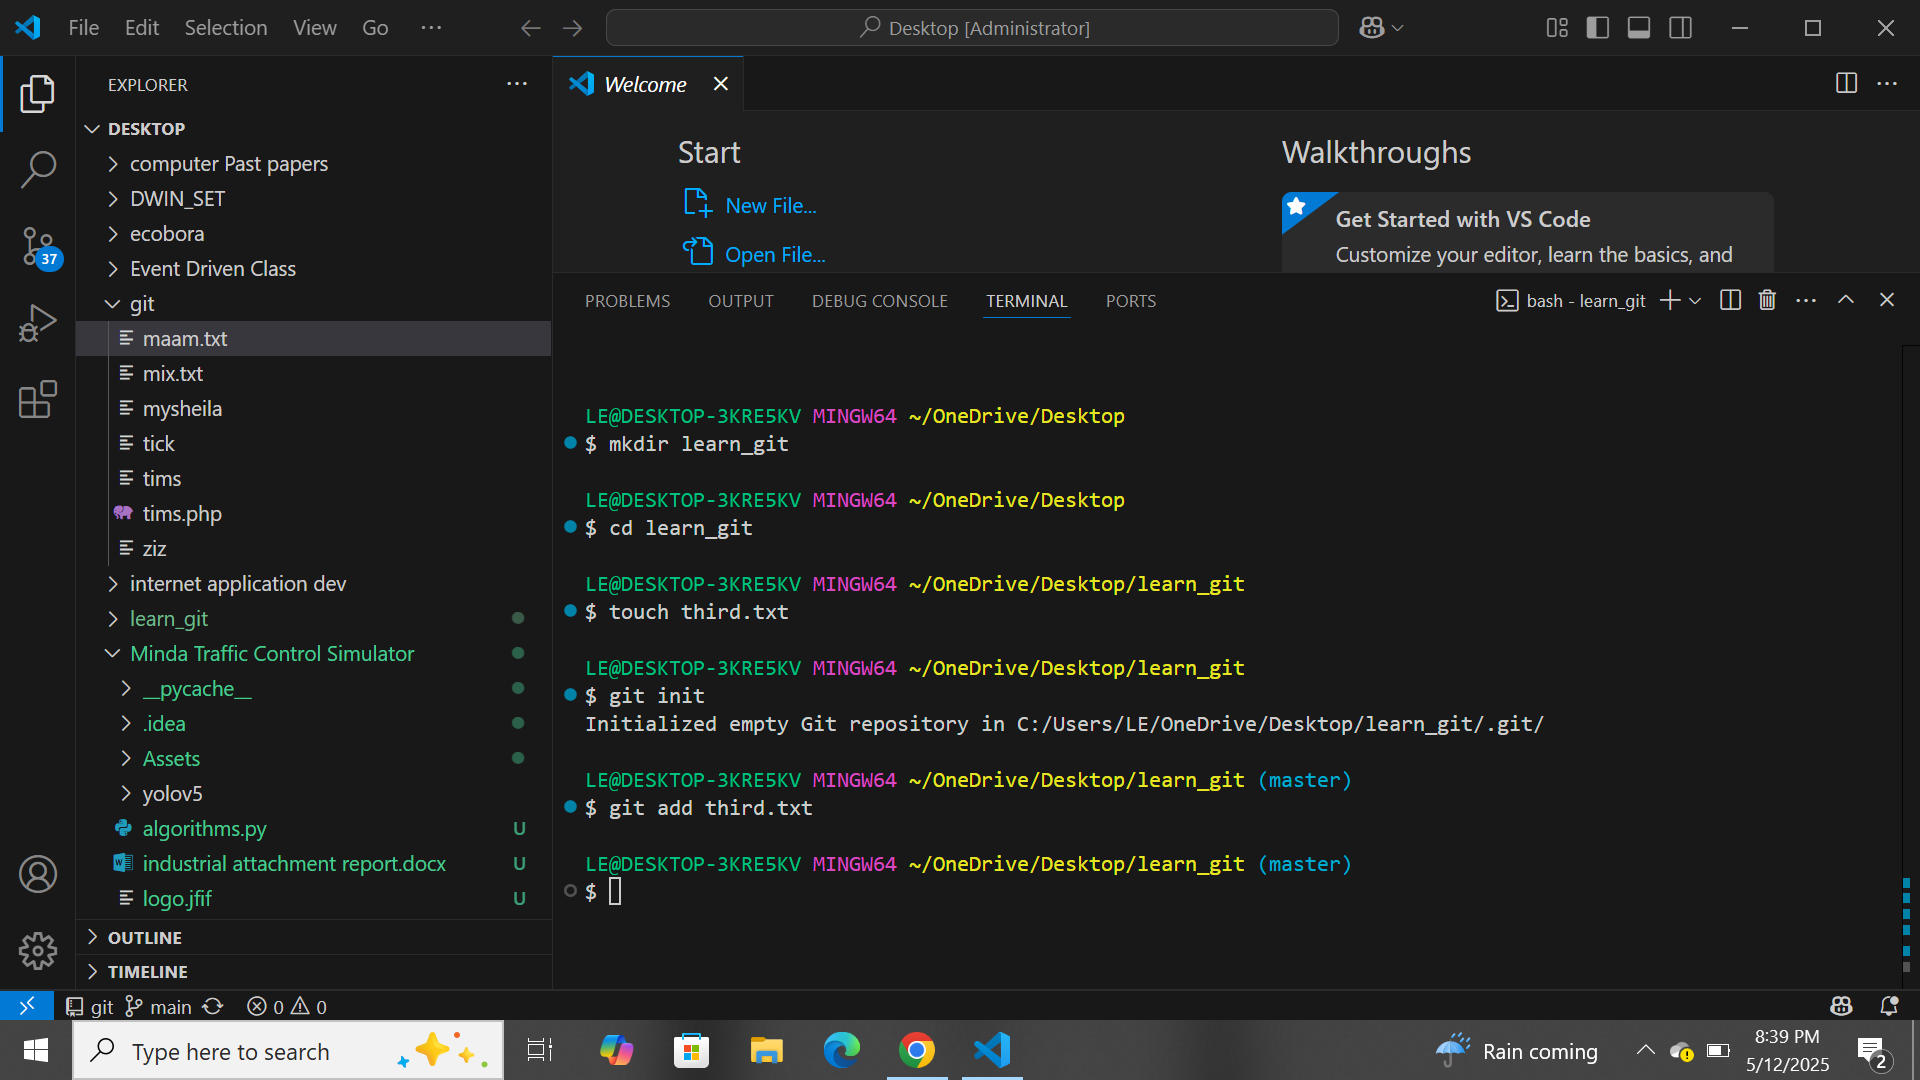 File Edit Selection View Go ···
Desktop [Administrator]
EXPLORER
DESKTOP
computer Past papers
DWIN_SET
ecobora
Event Driven Class
git
maam.txt
mix.txt
mysheila
tick
tims
tims.php
ziz
internet application dev
learn_git
Minda Traffic Control Simulator
__pycache__
.idea
Assets
yolov5
algorithms.py U
industrial attachment report.docx U
logo.jfif U
OUTLINE
TIMELINE
37
Welcome
Start
New File...
Open File...
Walkthroughs
Get Started with VS Code
Customize your editor, learn the basics, and
PROBLEMS OUTPUT DEBUG CONSOLE TERMINAL PORTS
bash - learn_git
LE@DESKTOP-3KRE5KV MINGW64 ~/OneDrive/Desktop
$ mkdir learn_git
LE@DESKTOP-3KRE5KV MINGW64 ~/OneDrive/Desktop
$ cd learn_git
LE@DESKTOP-3KRE5KV MINGW64 ~/OneDrive/Desktop/learn_git
$ touch third.txt
LE@DESKTOP-3KRE5KV MINGW64 ~/OneDrive/Desktop/learn_git
$ git init
Initialized empty Git repository in C:/Users/LE/OneDrive/Desktop/learn_git/.git/
LE@DESKTOP-3KRE5KV MINGW64 ~/OneDrive/Desktop/learn_git (master)
$ git add third.txt
LE@DESKTOP-3KRE5KV MINGW64 ~/OneDrive/Desktop/learn_git (master)
$
git main 0 0
Type here to search
Rain coming
8:39 PM
5/12/2025
2